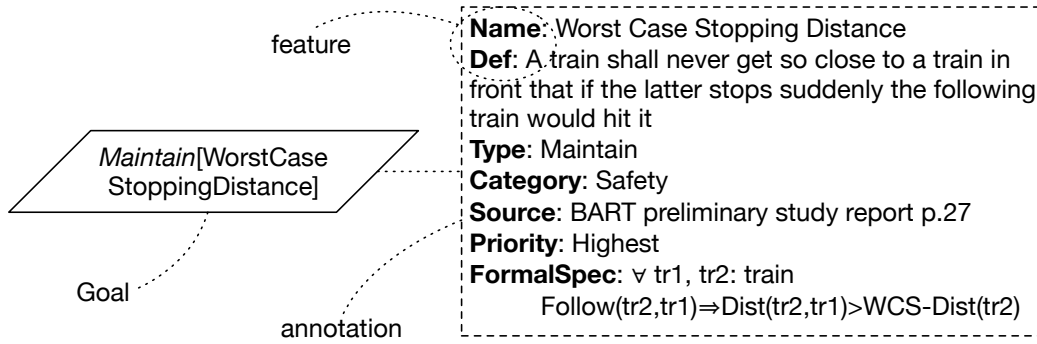 feature
Maintain[WorstCase
StoppingDistance]
Goal
annotation
Name: Worst Case Stopping Distance
Def: A train shall never get so close to a train in
front that if the latter stops suddenly the following
train would hit it
Type: Maintain
Category: Safety
Source: BART preliminary study report p.27
Priority: Highest
FormalSpec: ∀ tr1, tr2: train
Follow(tr2,tr1)⇒Dist(tr2,tr1)>WCS-Dist(tr2)